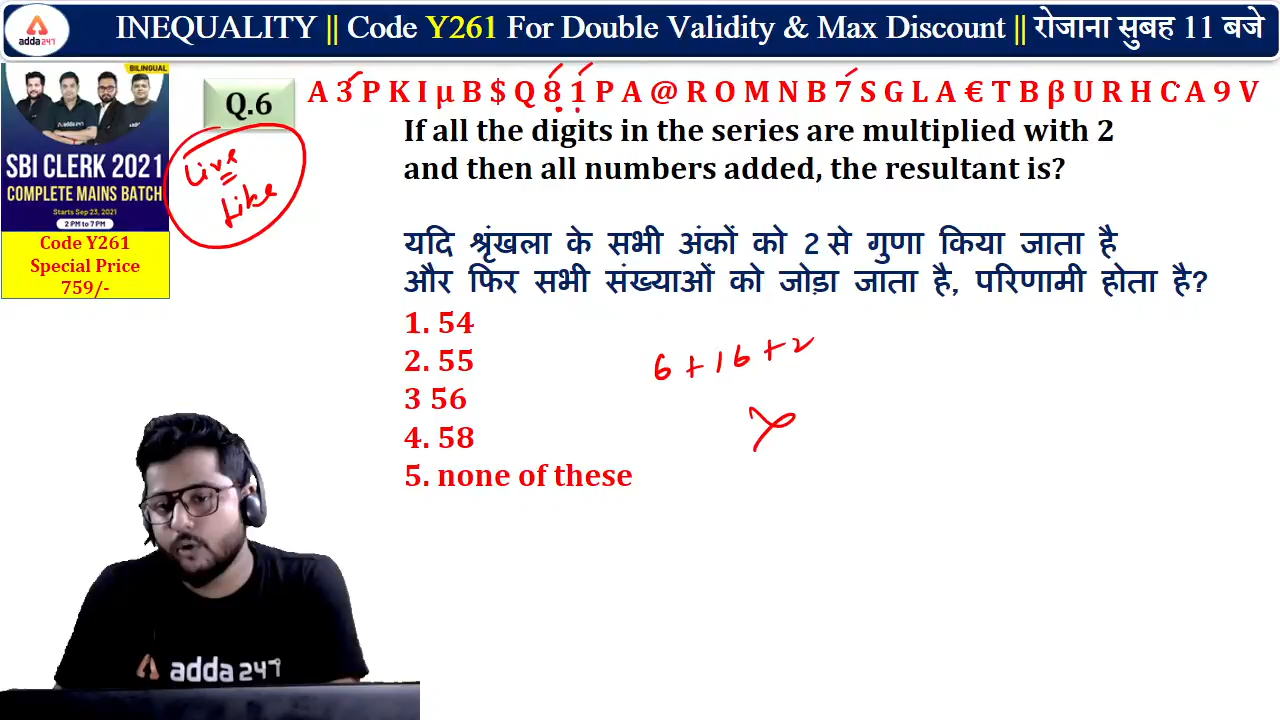 INEQUALITY || Code Y261 For Double Validity & Max Discount || रोजाना सुबह 11 बजे
adda247
BILINGUAL
SBI CLERK 2021
COMPLETE MAINS BATCH
Starts Sep 23, 2021
2 PM to 7 PM
Code Y261
Special Price
759/-
Q.6
Live
Like
A 3 P K I μ B $ Q 8 1 P A @ R O M N B 7 S G L A € T B β U R H C A 9 V
If all the digits in the series are multiplied with 2
and then all numbers added, the resultant is?
यदि श्रृंखला के सभी अंकों को 2 से गुणा किया जाता है
और फिर सभी संख्याओं को जोड़ा जाता है, परिणामी होता है?
1. 54
2. 55
3 56
4. 58
5. none of these
6 + 16 + 2
adda 247